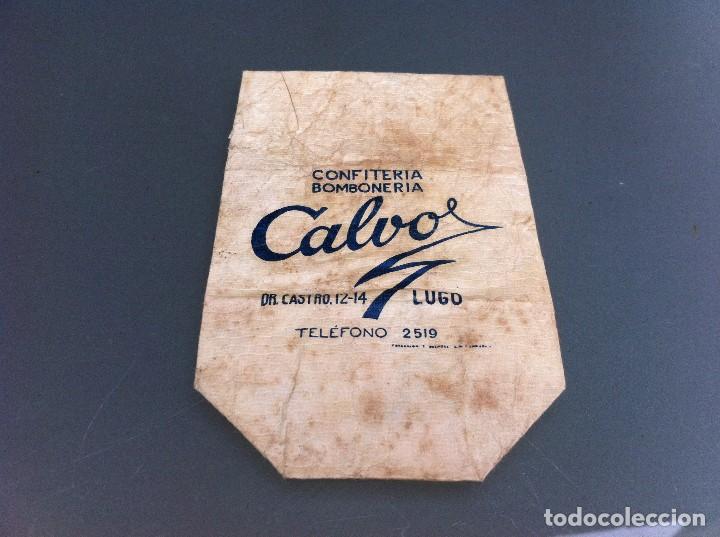 CONFITERIA
BOMBONERIA
Calvo
DR. CASTRO, 12-14 LUGO
TELÉFONO 2519
todocoleccion